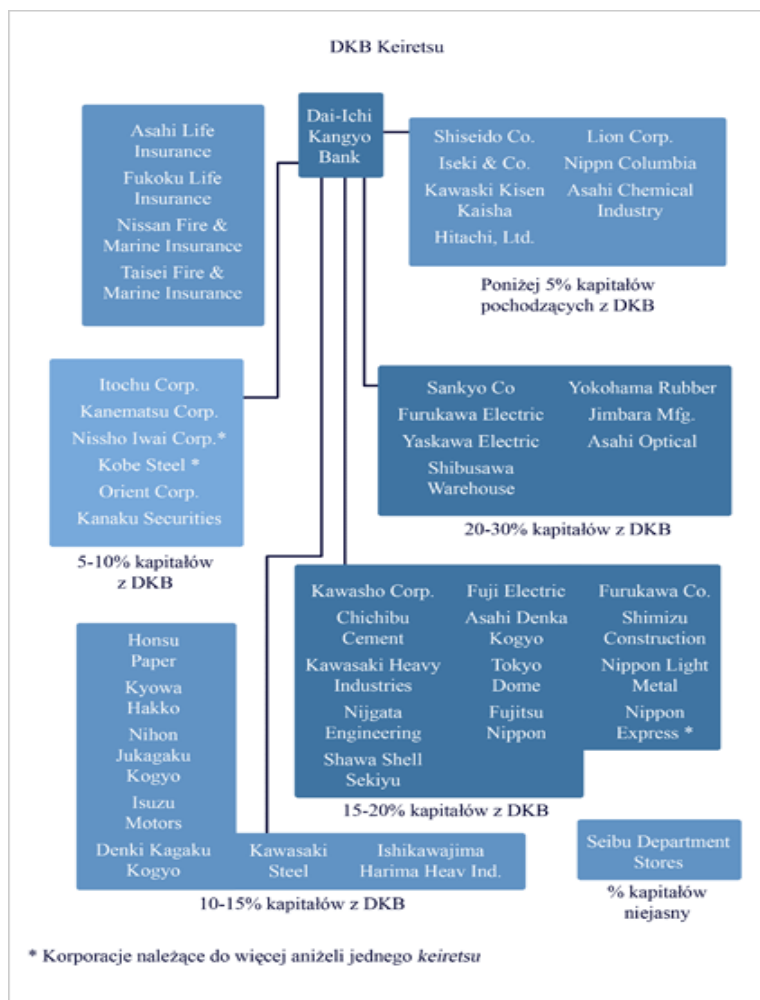 DKB Keiretsu
Dai-Ichi
Kangyo
Bank
Asahi Life
Insurance
Fukoku Life
Insurance
Nissan Fire &
Marine Insurance
Taisei Fire &
Marine Insurance
Shiseido Co.
Iseki & Co.
Kawaski Kisen
Kaisha
Hitachi, Ltd.
Lion Corp.
Nippn Columbia
Asahi Chemical
Industry
Poniżej 5% kapitałów
pochodzących z DKB
Itochu Corp.
Kanematsu Corp.
Nissho Iwai Corp.*
Kobe Steel *
Orient Corp.
Kanaku Securities
5-10% kapitałów
z DKB
Sankyo Co
Furukawa Electric
Yaskawa Electric
Shibusawa
Warehouse
Yokohama Rubber
Jimbara Mfg.
Asahi Optical
20-30% kapitałów z DKB
Kawasho Corp.
Chichibu
Cement
Kawasaki Heavy
Industries
Nijgata
Engineering
Shawa Shell
Sekiyu
Fuji Electric
Asahi Denka
Kogyo
Tokyo
Dome
Fujitsu
Nippon
Furukawa Co.
Shimizu
Construction
Nippon Light
Metal
Nippon
Express *
15-20% kapitałów z DKB
Honsu
Paper
Kyowa
Hakko
Nihon
Jukagaku
Kogyo
Isuzu
Motors
Denki Kagaku
Kogyo
Kawasaki
Steel
Ishikawajima
Harima Heav Ind.
10-15% kapitałów z DKB
Seibu Department
Stores
% kapitałów
niejasny
* Korporacje należące do więcej aniżeli jednego keiretsu